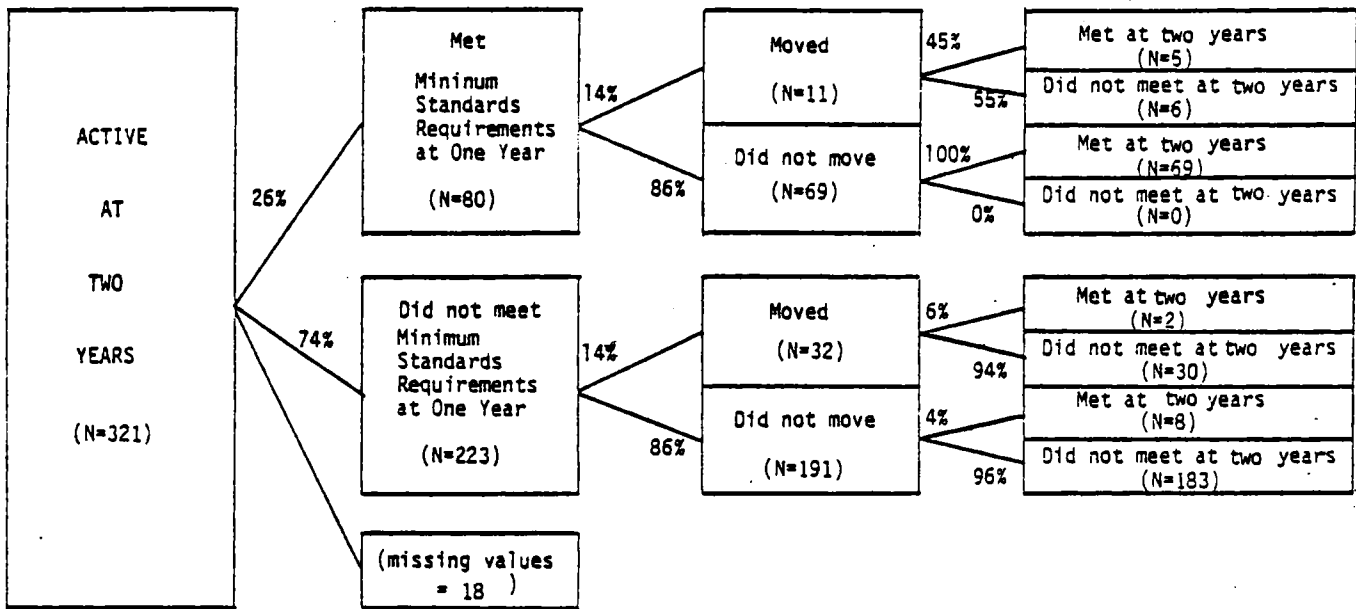 ACTIVE
AT
TWO
YEARS
(N=321)
26%
74%
Met
Mininum
Standards
Requirements
at One Year
(N=80)
14%
86%
Moved
(N=11)
Did not move
(N=69)
45%
55%
100%
0%
Met at two years
(N=5)
Did not meet at two years
(N=6)
Met at two years
(N=69)
Did not meet at two years
(N=0)
Did not meet
Minimum
Standards
Requirements
at One Year
(N=223)
14%
86%
Moved
(N=32)
Did not move
(N=191)
6%
94%
4%
96%
Met at two years
(N=2)
Did not meet at two years
(N=30)
Met at two years
(N=8)
Did not meet at two years
(N=183)
(missing values
= 18 )